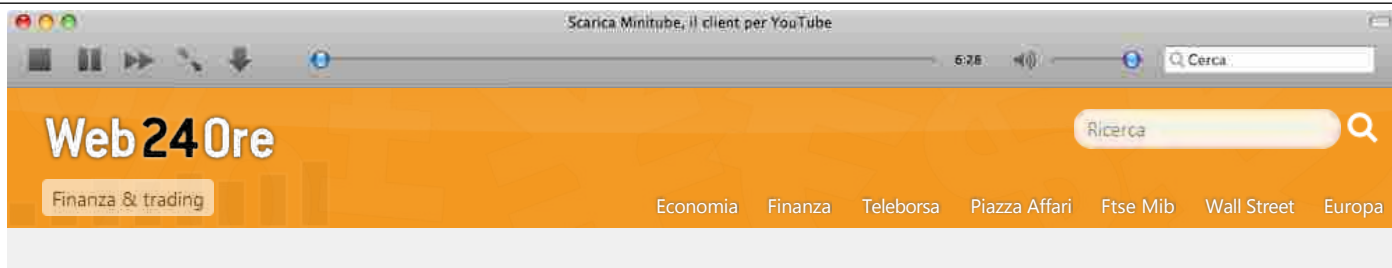 Scarica Minitube, il client per YouTube
6:28
Cerca
Web24Ore
Ricerca
Finanza & trading
Economia Finanza Teleborsa Piazza Affari Ftse Mib Wall Street Europa